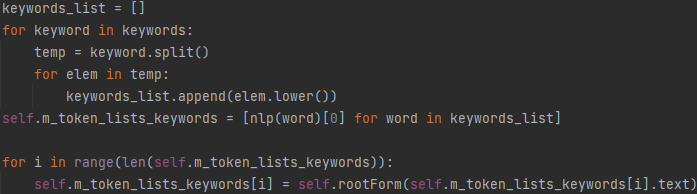 keywords_list = []
for keyword in keywords:
    temp = keyword.split()
    for elem in temp:
        keywords_list.append(elem.lower())
self.m_token_lists_keywords = [nlp(word)[0] for word in keywords_list]

for i in range(len(self.m_token_lists_keywords)):
    self.m_token_lists_keywords[i] = self.rootForm(self.m_token_lists_keywords[i].text)